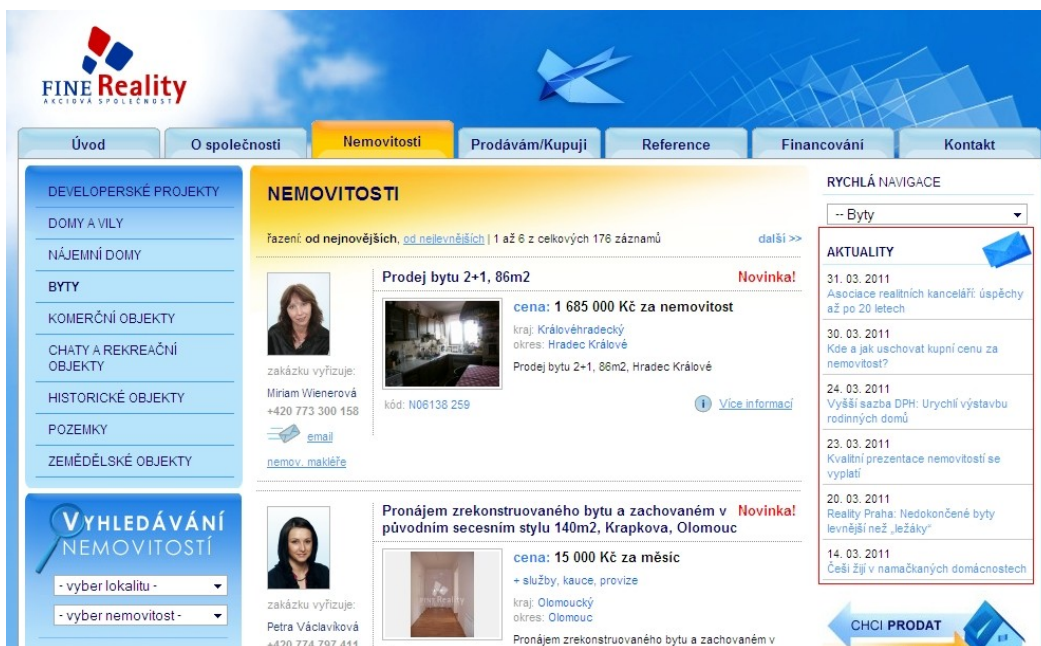 FINE Reality
AKCIOVÁ SPOLEČNOST
Úvod
O společnosti
Nemovitosti
Prodávám/Kupuji
Reference
Financování
Kontakt
DEVELOPERSKÉ PROJEKTY
DOMY A VILY
NÁJEMNÍ DOMY
BYTY
KOMERČNÍ OBJEKTY
CHATY A REKREAČNÍ
OBJEKTY
HISTORICKÉ OBJEKTY
POZEMKY
ZEMĚDĚLSKÉ OBJEKTY
VYHLEDÁVÁNÍ
NEMOVITOSTÍ
- vyber lokalitu -
- vyber nemovitost -
NEMOVITOSTI
řazení: od nejnovějších, od nejlevnějších | 1 až 6 z celkových 176 záznamů
další >>
Prodej bytu 2+1, 86m2
Novinka!
cena: 1 685 000 Kč za nemovitost
kraj: Královéhradecký
okres: Hradec Králové
Prodej bytu 2+1, 86m2, Hradec Králové
kód: N06138 259
i Více informací
zakázku vyřizuje:
Miriam Wienerová
+420 773 300 158
email
nemov. makléře
Pronájem zrekonstruovaného bytu a zachovaném v
původním secesním stylu 140m2, Krapkova, Olomouc
Novinka!
cena: 15 000 Kč za měsíc
+ služby, kauce, provize
kraj: Olomoucký
okres: Olomouc
Pronájem zrekonstruovaného bytu a zachovaném v
FINE Reality
zakázku vyřizuje:
Petra Václavíková
+420 774 797 411
RYCHLÁ NAVIGACE
-- Byty
AKTUALITY
31. 03. 2011
Asociace realitních kanceláří: úspěchy
až po 20 letech
30. 03. 2011
Kde a jak uschovat kupní cenu za
nemovitost?
24. 03. 2011
Vyšší sazba DPH: Urychlí výstavbu
rodinných domů
23. 03. 2011
Kvalitní prezentace nemovitostí se
vyplatí
20. 03. 2011
Reality Praha: Nedokončené byty
levnější než „ležáky“
14. 03. 2011
Češi žijí v namačkaných domácnostech
CHCI PRODAT